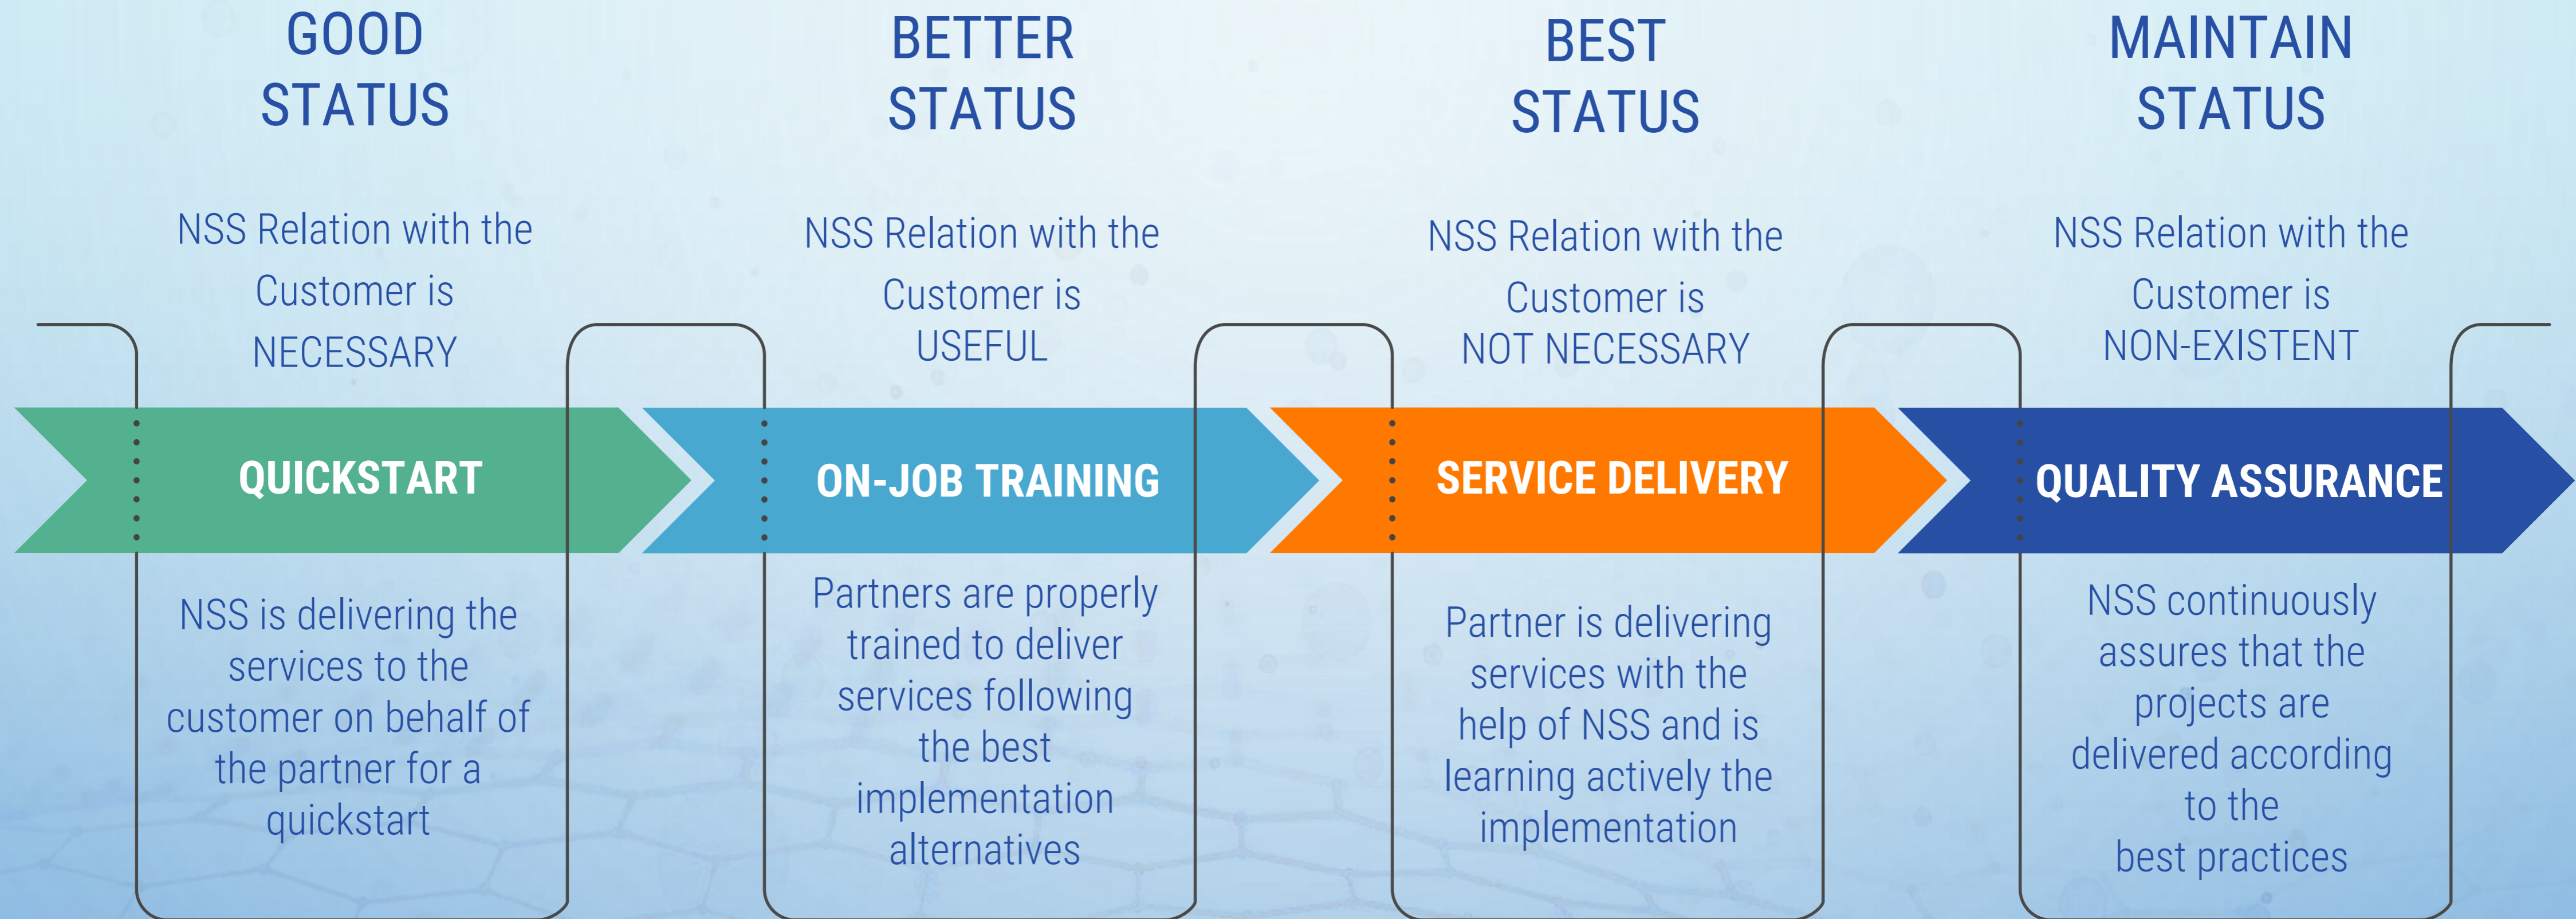 GOOD
STATUS
NSS Relation with the
Customer is
NECESSARY
QUICKSTART
NSS is delivering the
services to the
customer on behalf of
the partner for a
quickstart
BETTER
STATUS
NSS Relation with the
Customer is
USEFUL
ON-JOB TRAINING
Partners are properly
trained to deliver
services following
the best
implementation
alternatives
BEST
STATUS
NSS Relation with the
Customer is
NOT NECESSARY
SERVICE DELIVERY
Partner is delivering
services with the
help of NSS and is
learning actively the
implementation
MAINTAIN
STATUS
NSS Relation with the
Customer is
NON-EXISTENT
QUALITY ASSURANCE
NSS continuously
assures that the
projects are
delivered according
to the
best practices